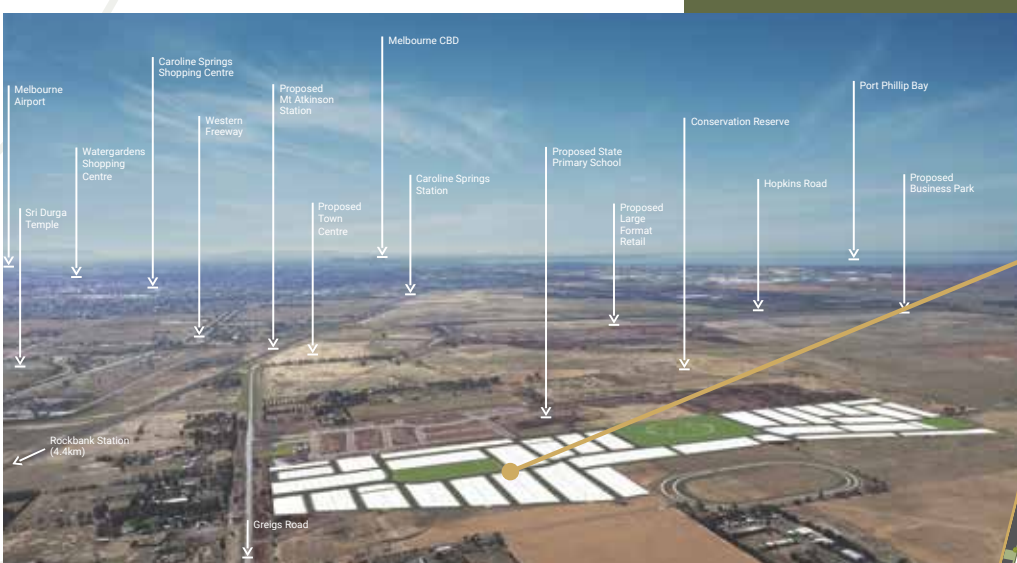 Melbourne CBD
Caroline Springs
Shopping Centre
Melbourne
Airport
Proposed
Mt Atkinson
Station
Port Phillip Bay
Western
Freeway
Conservation Reserve
Watergardens
Shopping
Centre
Proposed State
Primary School
Caroline Springs
Station
Hopkins Road
Proposed
Business Park
Sri Durga
Temple
Proposed
Town
Centre
Proposed
Large
Format
Retail
Rockbank Station
(4.4km)
Greigs Road